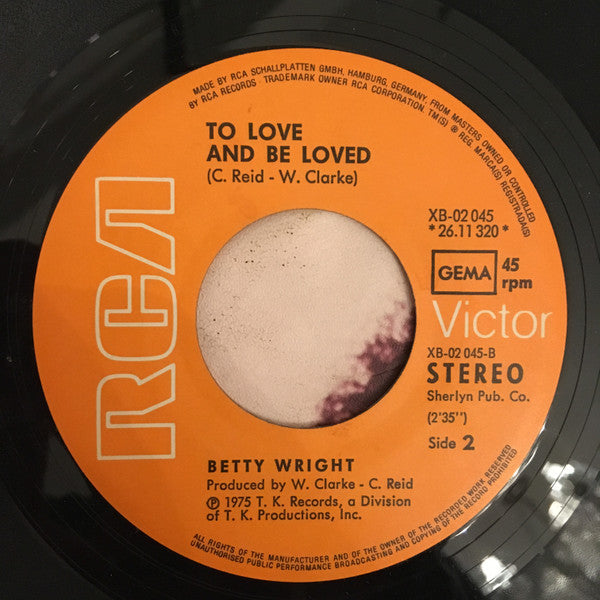 MADE BY RCA SCHALLPLATTEN GMBH, HAMBURG, GERMANY, FROM MASTERS OWNED OR CONTROLLED
BY RCA RECORDS. TRADEMARK OWNER RCA CORPORATION. TM(S) ® REG. MARCA(S) REGISTRADA(S)
TO LOVE
AND BE LOVED
(C. Reid - W. Clarke)
RCA
XB-02 045
* 26.11 320 *
GEMA
45
rpm
Victor
XB-02 045-B
STEREO
Sherlyn Pub. Co.
(2'35'')
Side 2
BETTY WRIGHT
Produced by W. Clarke - C. Reid
℗ 1975 T. K. Records, a Division
of T. K. Productions, Inc.
ALL RIGHTS OF THE MANUFACTURER AND OF THE OWNER OF THE RECORDED WORK RESERVED
UNAUTHORISED PUBLIC PERFORMANCE BROADCASTING AND COPYING OF THE RECORD PROHIBITED